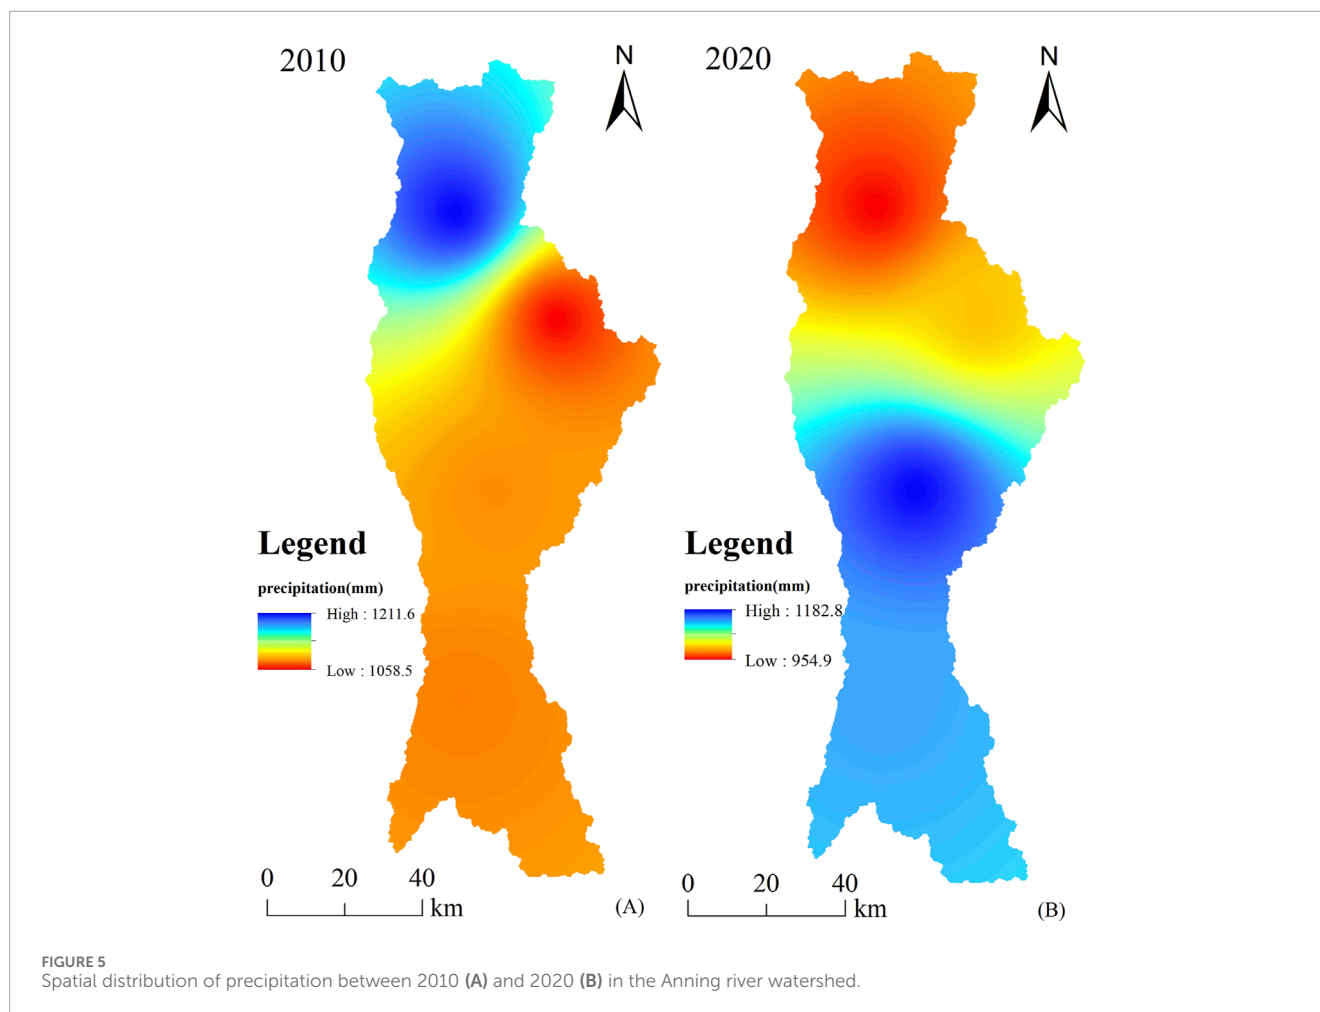 2010
N
Legend
precipitation(mm)
High : 1211.6
Low : 1058.5
0 20 40
km
(A)
2020
N
Legend
precipitation(mm)
High : 1182.8
Low : 954.9
0 20 40
km
(B)
FIGURE 5
Spatial distribution of precipitation between 2010 (A) and 2020 (B) in the Anning river watershed.